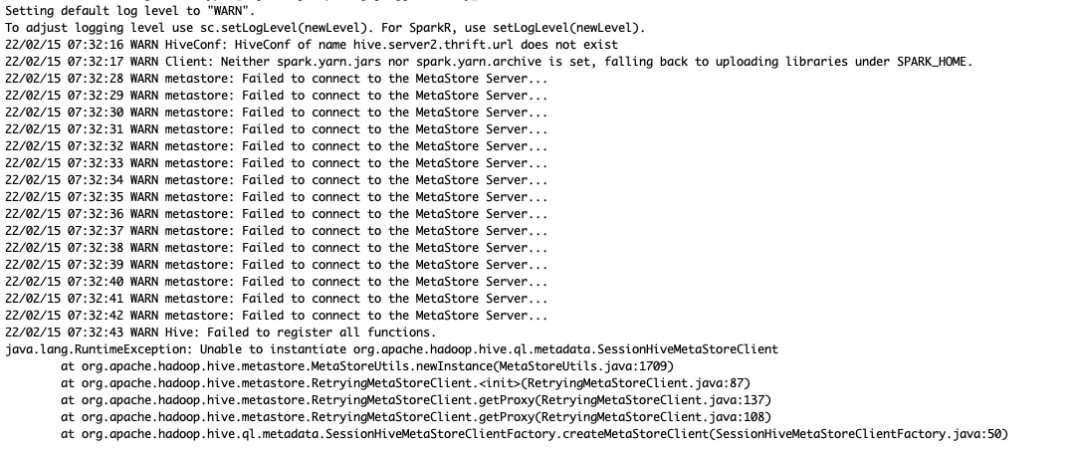 Setting default log level to "WARN".
To adjust logging level use sc.setLogLevel(newLevel). For SparkR, use setLogLevel(newLevel).
22/02/15 07:32:16 WARN HiveConf: HiveConf of name hive.server2.thrift.url does not exist
22/02/15 07:32:17 WARN Client: Neither spark.yarn.jars nor spark.yarn.archive is set, falling back to uploading libraries under SPARK_HOME.
22/02/15 07:32:28 WARN metastore: Failed to connect to the MetaStore Server...
22/02/15 07:32:29 WARN metastore: Failed to connect to the MetaStore Server...
22/02/15 07:32:30 WARN metastore: Failed to connect to the MetaStore Server...
22/02/15 07:32:31 WARN metastore: Failed to connect to the MetaStore Server...
22/02/15 07:32:32 WARN metastore: Failed to connect to the MetaStore Server...
22/02/15 07:32:33 WARN metastore: Failed to connect to the MetaStore Server...
22/02/15 07:32:34 WARN metastore: Failed to connect to the MetaStore Server...
22/02/15 07:32:35 WARN metastore: Failed to connect to the MetaStore Server...
22/02/15 07:32:36 WARN metastore: Failed to connect to the MetaStore Server...
22/02/15 07:32:37 WARN metastore: Failed to connect to the MetaStore Server...
22/02/15 07:32:38 WARN metastore: Failed to connect to the MetaStore Server...
22/02/15 07:32:39 WARN metastore: Failed to connect to the MetaStore Server...
22/02/15 07:32:40 WARN metastore: Failed to connect to the MetaStore Server...
22/02/15 07:32:41 WARN metastore: Failed to connect to the MetaStore Server...
22/02/15 07:32:42 WARN metastore: Failed to connect to the MetaStore Server...
22/02/15 07:32:43 WARN Hive: Failed to register all functions.
java.lang.RuntimeException: Unable to instantiate org.apache.hadoop.hive.ql.metadata.SessionHiveMetaStoreClient
at org.apache.hadoop.hive.metastore.MetaStoreUtils.newInstance(MetaStoreUtils.java:1709)
at org.apache.hadoop.hive.metastore.RetryingMetaStoreClient.<init>(RetryingMetaStoreClient.java:87)
at org.apache.hadoop.hive.metastore.RetryingMetaStoreClient.getProxy(RetryingMetaStoreClient.java:137)
at org.apache.hadoop.hive.metastore.RetryingMetaStoreClient.getProxy(RetryingMetaStoreClient.java:108)
at org.apache.hadoop.hive.ql.metadata.SessionHiveMetaStoreClientFactory.createMetaStoreClient(SessionHiveMetaStoreClientFactory.java:50)